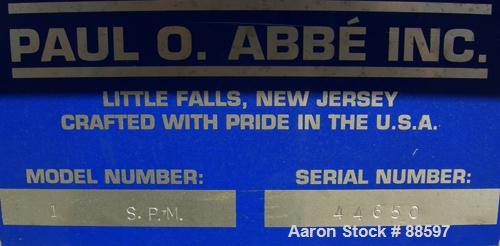 PAUL O. ABBÉ INC.
LITTLE FALLS, NEW JERSEY
CRAFTED WITH PRIDE IN THE U.S.A.
MODEL NUMBER: SERIAL NUMBER:
1 S.P.M. 44650
Aaron Stock # 88597